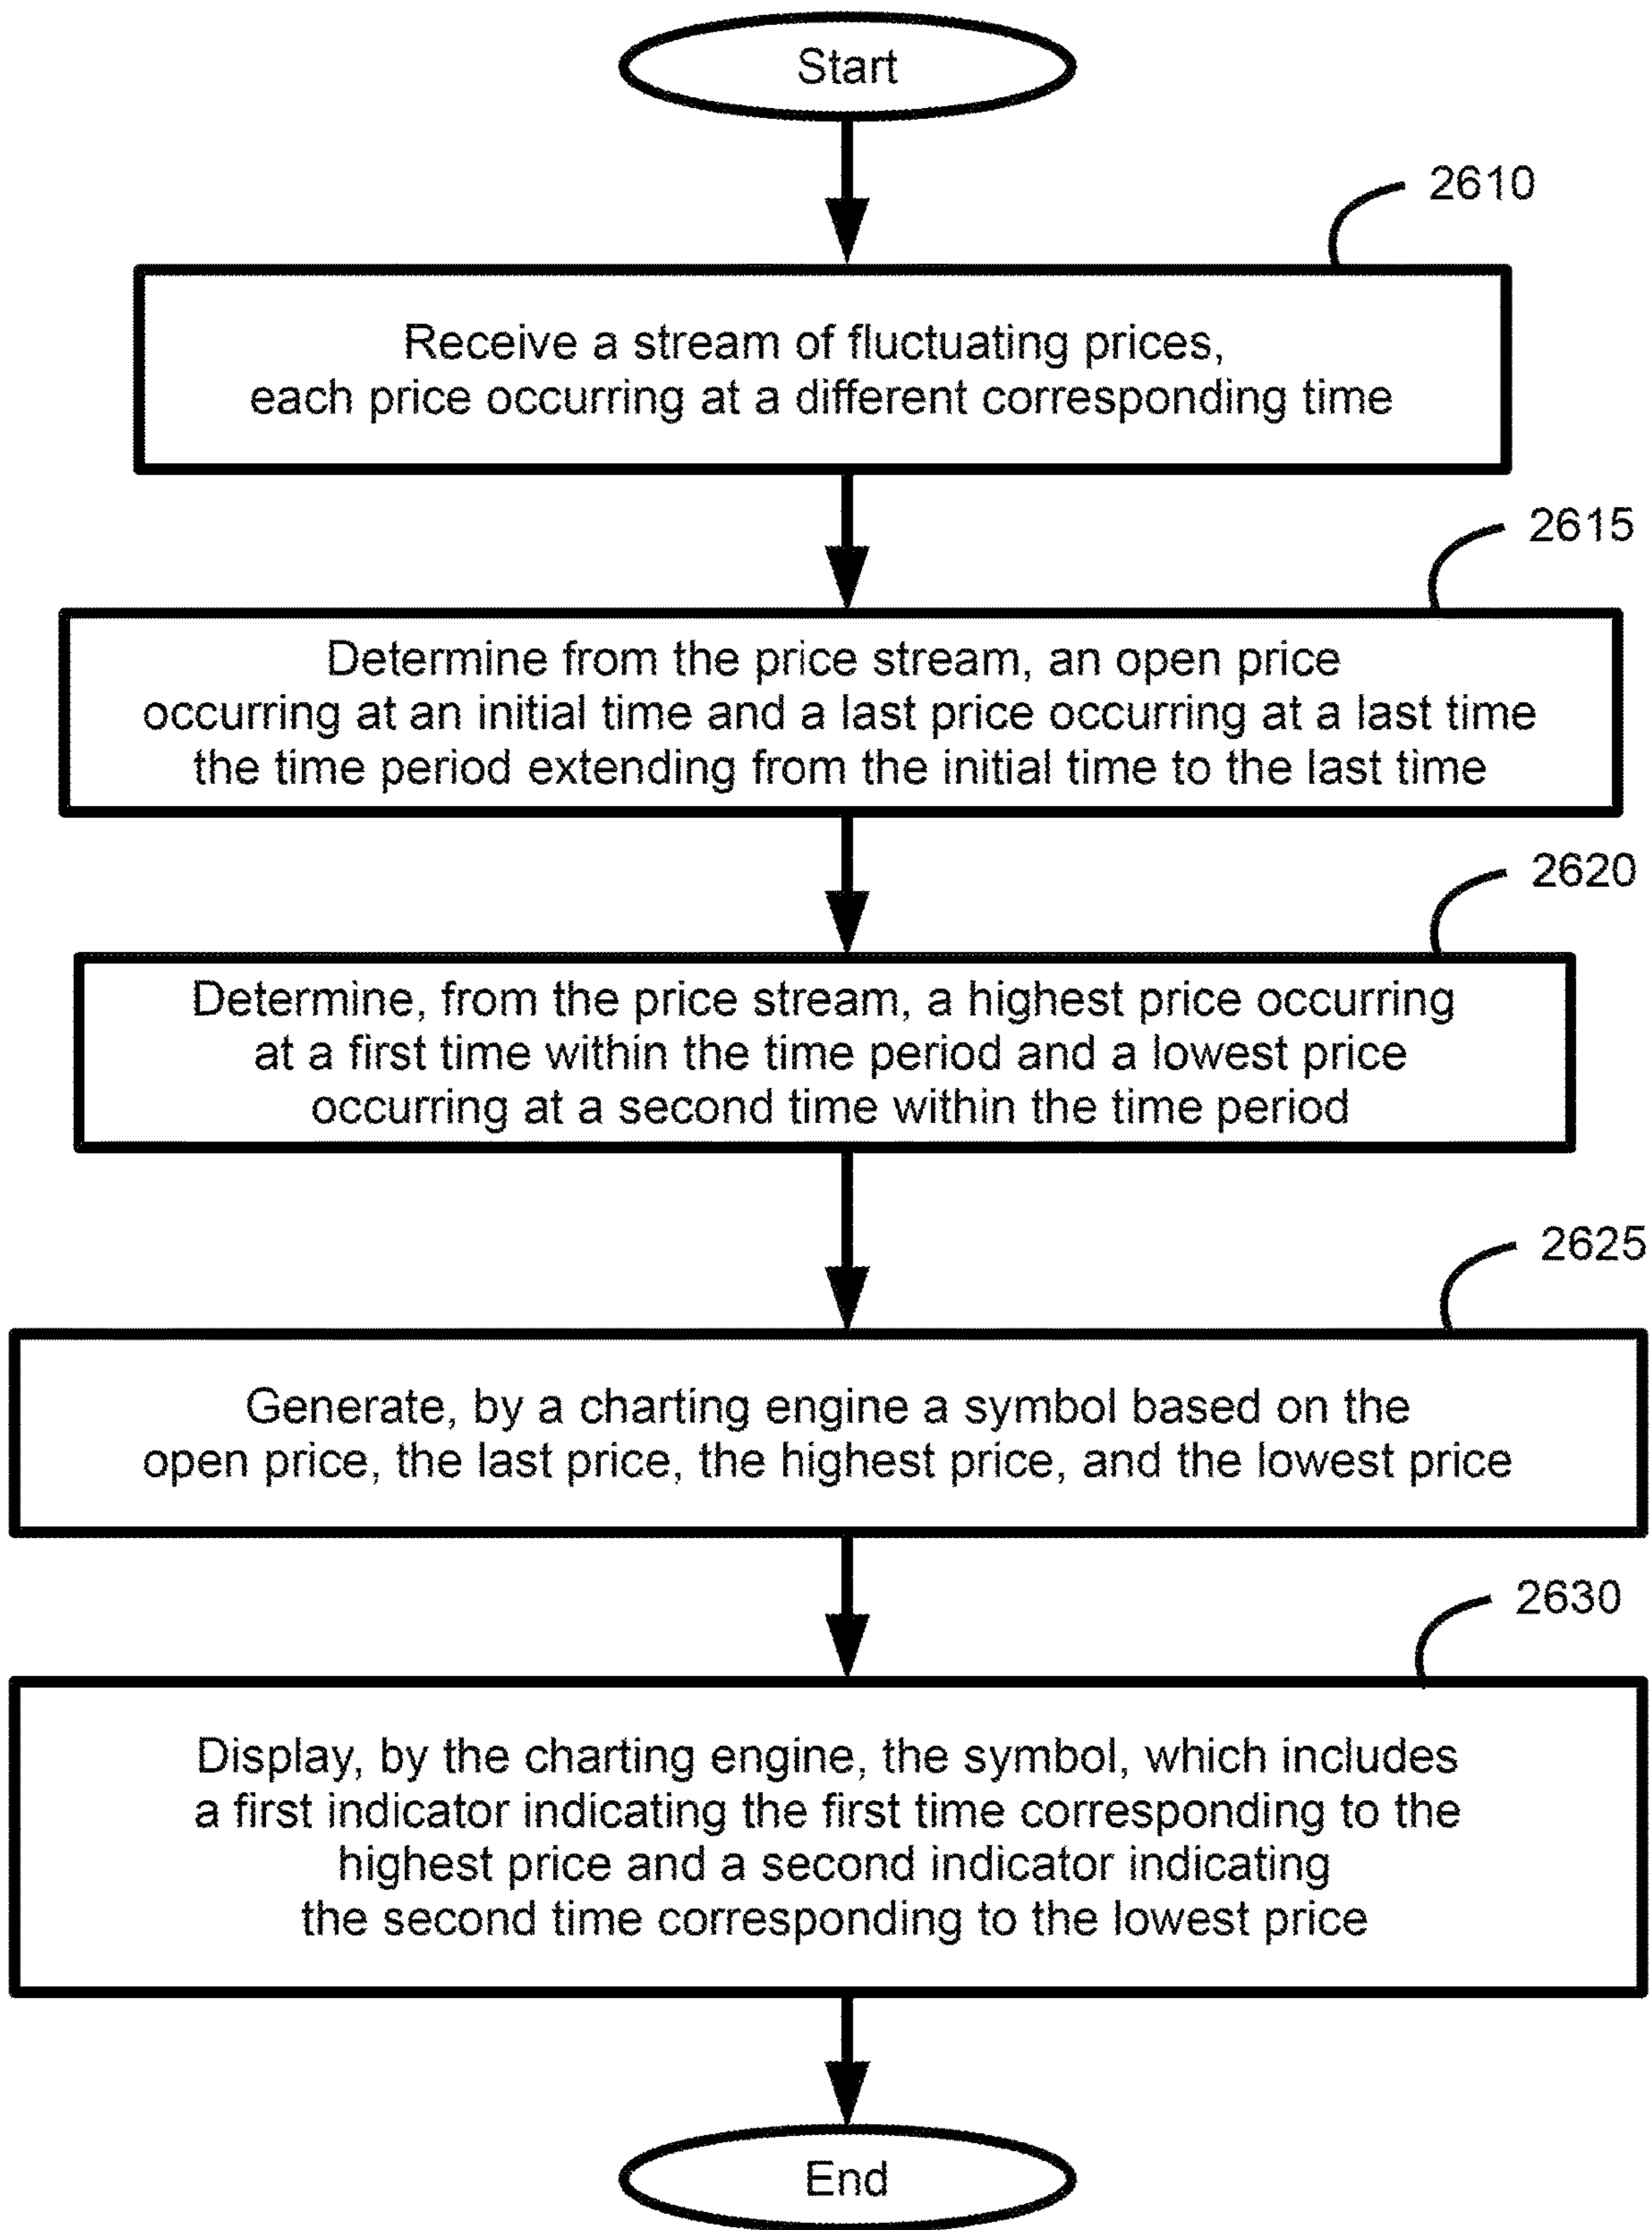 Start
2610
Receive a stream of fluctuating prices,
each price occurring at a different corresponding time
2615
Determine from the price stream, an open price
occurring at an initial time and a last price occurring at a last time
the time period extending from the initial time to the last time
2620
Determine, from the price stream, a highest price occurring
at a first time within the time period and a lowest price
occurring at a second time within the time period
2625
Generate, by a charting engine a symbol based on the
open price, the last price, the highest price, and the lowest price
2630
Display, by the charting engine, the symbol, which includes
a first indicator indicating the first time corresponding to the
highest price and a second indicator indicating
the second time corresponding to the lowest price
End